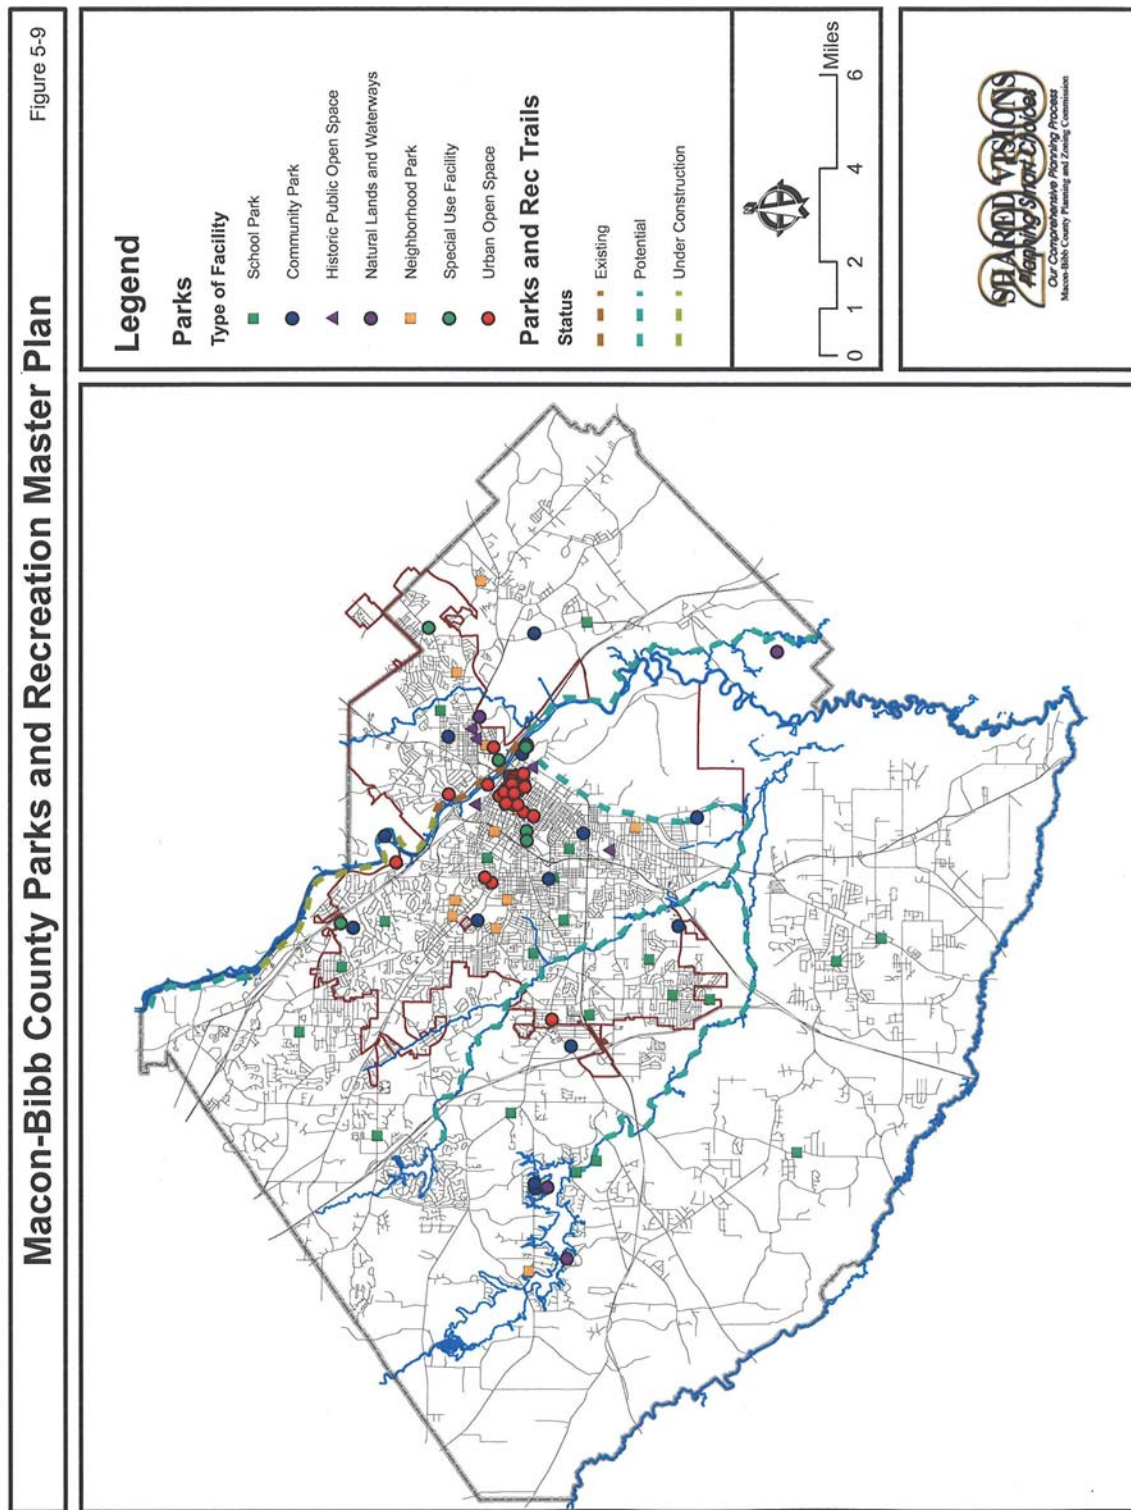 Macon-Bibb County Parks and Recreation Master Plan
Figure 5-9
Legend
Parks
Type of Facility
School Park
Community Park
Historic Public Open Space
Natural Lands and Waterways
Neighborhood Park
Special Use Facility
Urban Open Space
Parks and Rec Trails
Status
Existing
Potential
Under Construction
0 1 2 4 6 Miles
SHARED VISIONS
Planning Smart Choices
Our Comprehensive Planning Process
Macon-Bibb County Planning and Zoning Commission